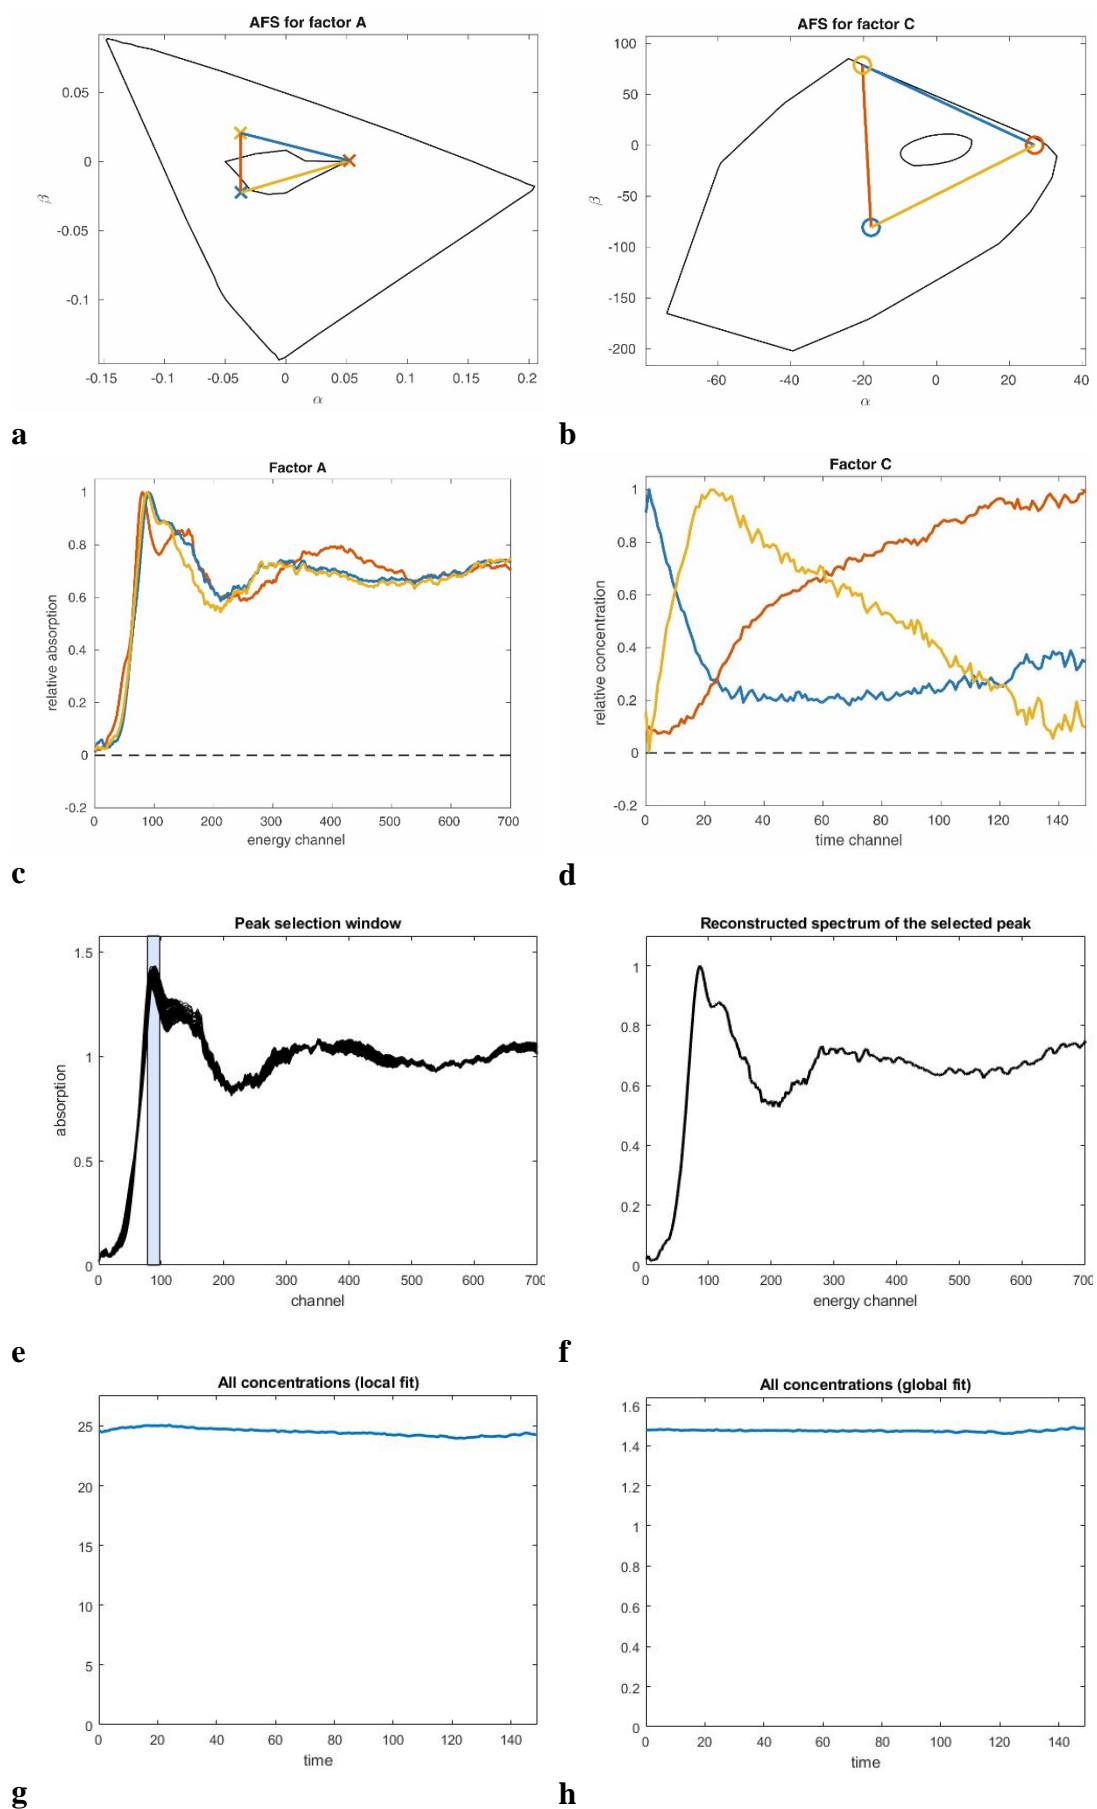 AFS for factor A
0.05
0
-0.05
-0.1
β
-0.15
-0.1
-0.05
0
0.05
0.1
0.15
0.2
α
a
AFS for factor C
100
50
0
-50
-100
-150
-200
β
-60
-40
-20
0
20
40
α
b
Factor A
1
0.8
0.6
0.4
0.2
0
-0.2
relative absorption
0 100 200 300 400 500 600 700
energy channel
c
Factor C
1
0.8
0.6
0.4
0.2
0
-0.2
relative concentration
0 20 40 60 80 100 120 140
time channel
d
Peak selection window
1.5
1
0.5
0
absorption
0 100 200 300 400 500 600 700
channel
e
Reconstructed spectrum of the selected peak
1
0.8
0.6
0.4
0.2
0
0 100 200 300 400 500 600 700
energy channel
f
All concentrations (local fit)
25
20
15
10
5
0
0 20 40 60 80 100 120 140
time
g
All concentrations (global fit)
1.6
1.4
1.2
1
0.8
0.6
0.4
0.2
0
0 20 40 60 80 100 120 140
time
h